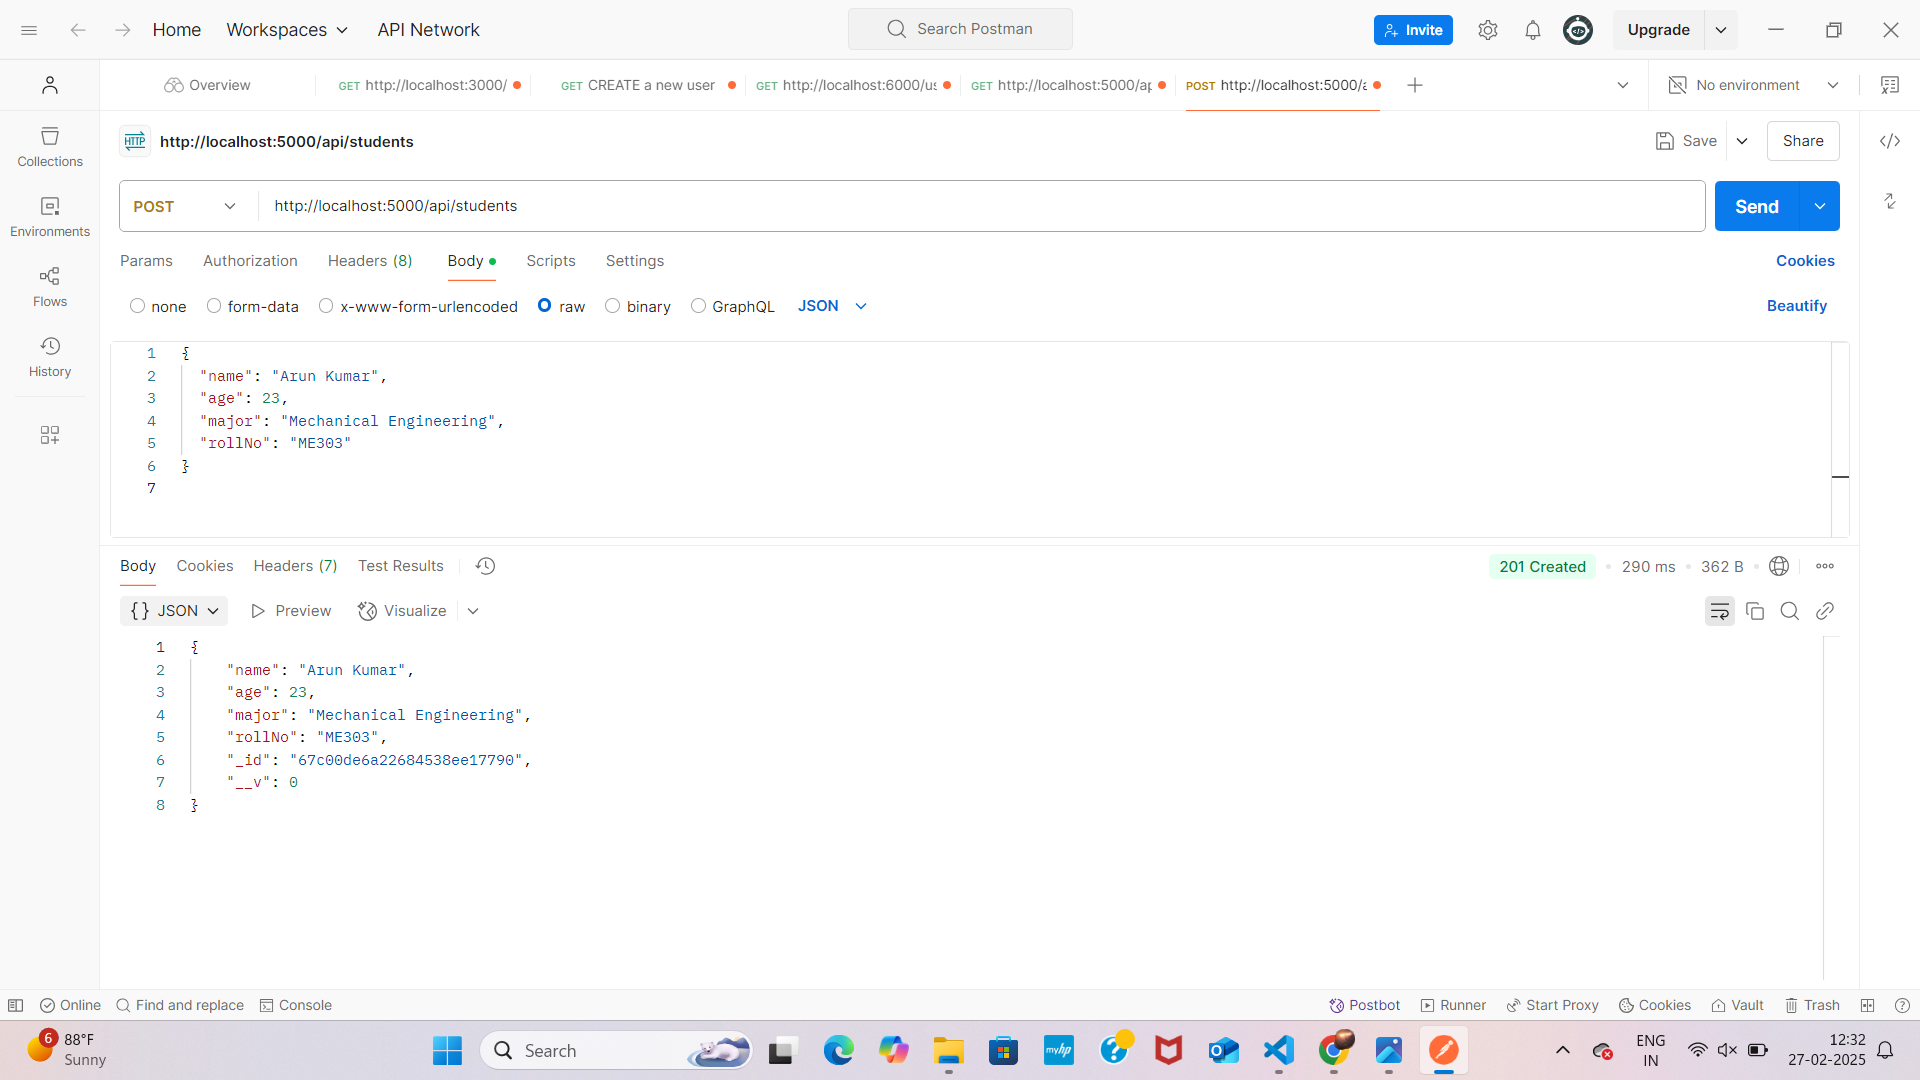 Home Workspaces API Network Search Postman Invite Upgrade
Overview GET http://localhost:3000/ GET CREATE a new user GET http://localhost:6000/us GET http://localhost:5000/ap POST http://localhost:5000/a No environment
HTTP http://localhost:5000/api/students Save Share
POST http://localhost:5000/api/students Send
Collections
Environments
Flows
History
Params Authorization Headers (8) Body Scripts Settings Cookies
none form-data x-www-form-urlencoded raw binary GraphQL JSON Beautify
1 {
2 "name": "Arun Kumar",
3 "age": 23,
4 "major": "Mechanical Engineering",
5 "rollNo": "ME303"
6 }
7
Body Cookies Headers (7) Test Results 201 Created 290 ms 362 B
{} JSON Preview Visualize
1 {
2 "name": "Arun Kumar",
3 "age": 23,
4 "major": "Mechanical Engineering",
5 "rollNo": "ME303",
6 "_id": "67c00de6a22684538ee17790",
7 "__v": 0
8 }
Online Find and replace Console Postbot Runner Start Proxy Cookies Vault Trash
6 88°F
Sunny
Search
myhp
ENG
IN
12:32
27-02-2025